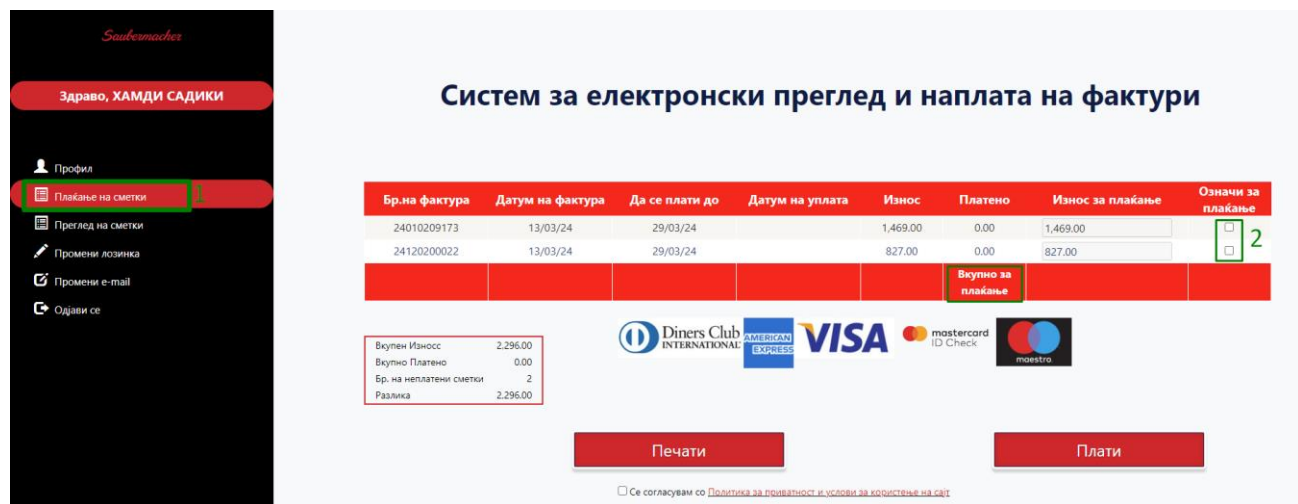 Saubermacher
Здраво, ХАМДИ САДИКИ
Профил
Плаќање на сметки 1
Преглед на сметки
Промени лозинка
Промени e-mail
Одјави се
Систем за електронски преглед и наплата на фактури
Бр.на фактура Датум на фактура Да се плати до Датум на уплата Износ Платено Износ за плаќање Означи за плаќање
24010209173 13/03/24 29/03/24 1,469.00 0.00 1,469.00
24120200022 13/03/24 29/03/24 827.00 0.00 827.00
2
Вкупно за
плаќање
Вкупен Износс 2.296.00
Вкупно Платено 0.00
Бр. на неплатени сметки 2
Разлика 2.296.00
Diners Club
INTERNATIONAL
AMERICAN
EXPRESS
VISA
mastercard
ID Check
maestro
Печати
Плати
Се согласувам со Политика за приватност и услови за користење на сајт